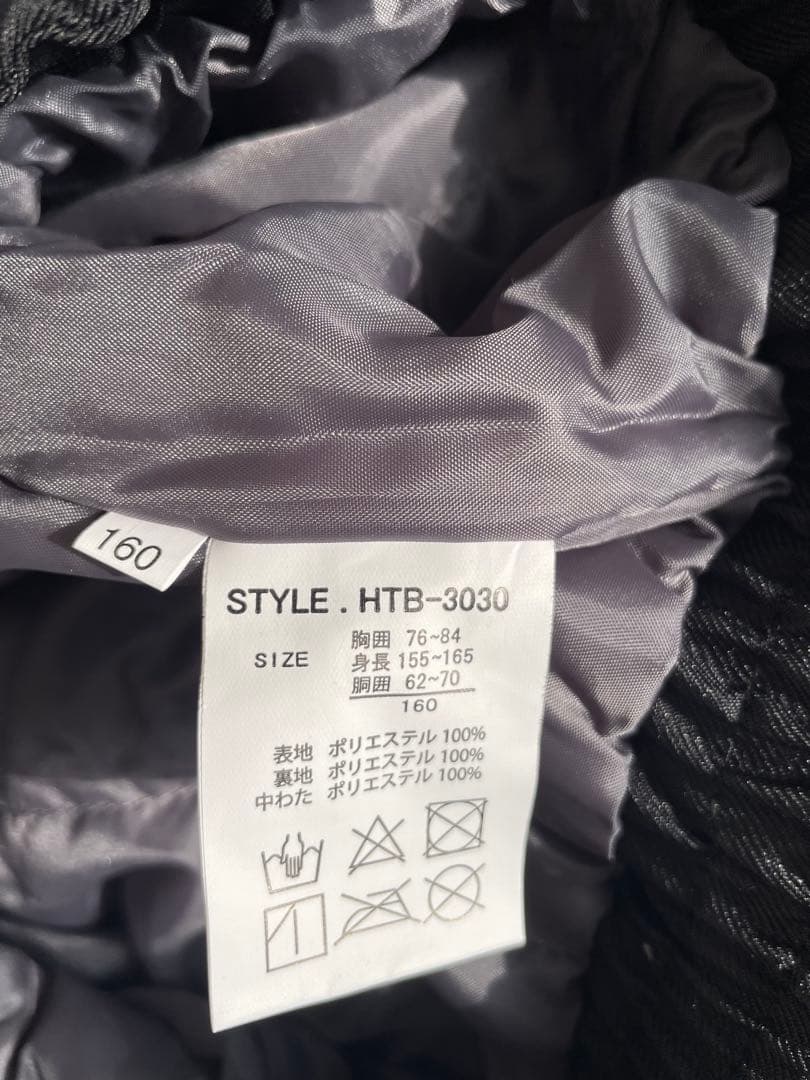 160
STYLE . HTB-3030
SIZE
胸囲 76~84
身長 155~165
胴囲 62~70
160
表地 ポリエステル 100%
裏地 ポリエステル 100%
中わた ポリエステル 100%